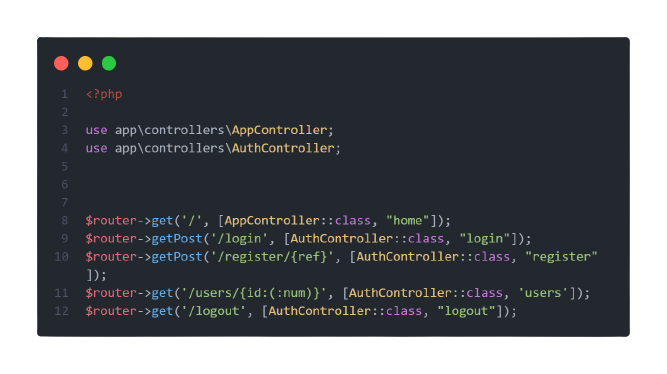 1 <?php
2
3 use app\controllers\AppController;
4 use app\controllers\AuthController;
5
6
7
8 $router->get('/', [AppController::class, "home"]);
9 $router->getPost('/login', [AuthController::class, "login"]);
10 $router->getPost('/register/{ref}', [AuthController::class, "register"
]);
11 $router->get('/users/{id:(:num)}', [AuthController::class, 'users']);
12 $router->get('/logout', [AuthController::class, "logout"]);